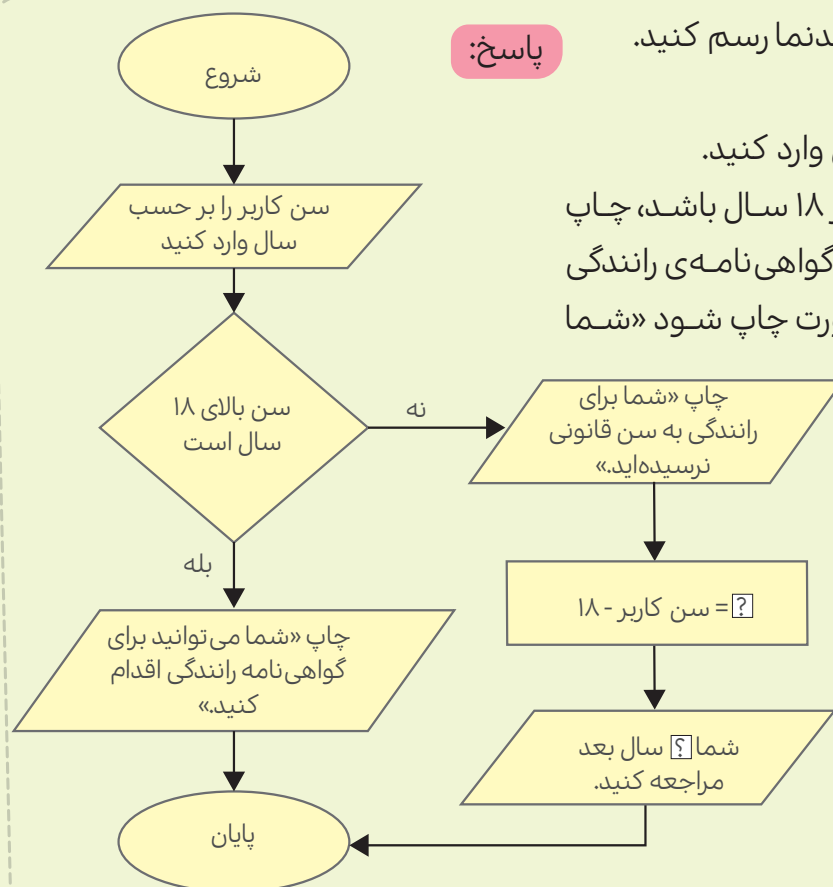 دنما رسم کنید.
پاسخ:
وارد کنید.
۱۸ سال باشد، چاپ
گواهی‌نامه‌ی رانندگی
چاپ شود «شما
شروع
سن کاربر را بر حسب
سال وارد کنید
سن بالای ۱۸
سال است
نه
چاپ «شما برای
رانندگی به سن قانونی
نرسیده‌اید.»
بله
? = سن کاربر - ۱۸
چاپ «شما می‌توانید برای
گواهی‌نامه رانندگی اقدام
کنید.»
شما ? سال بعد
مراجعه کنید.
پایان